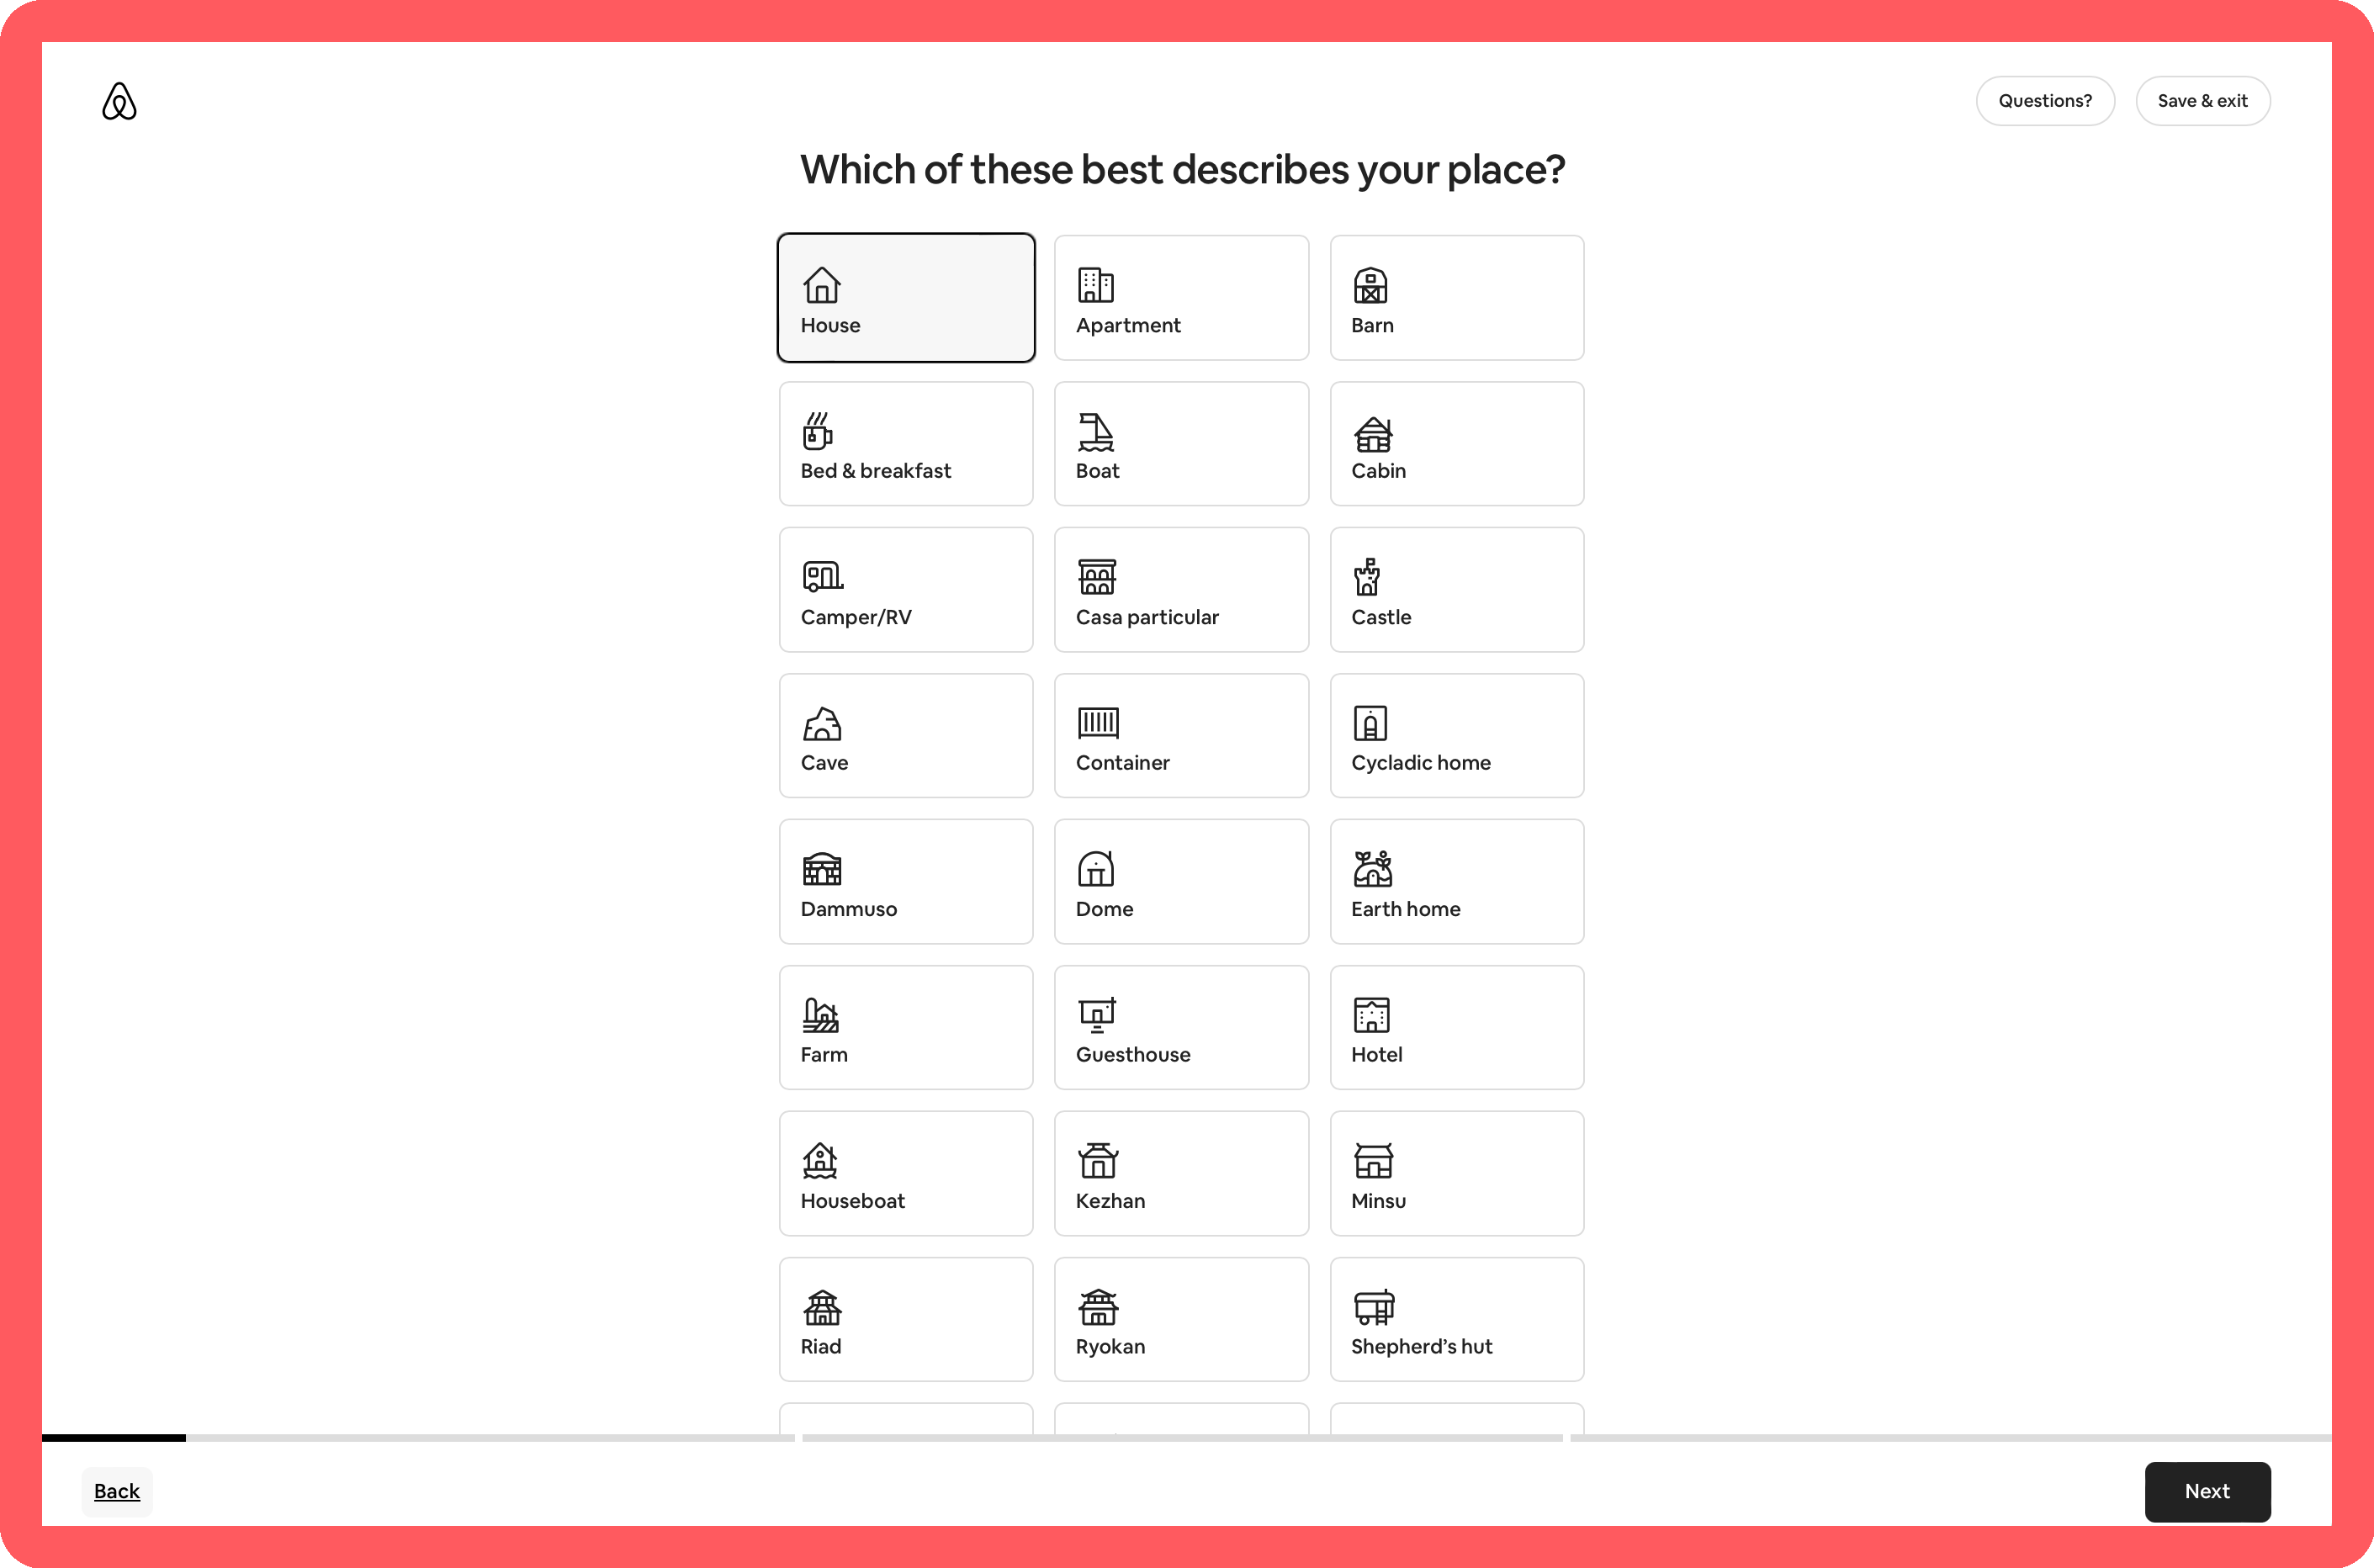 Questions?
Save & exit
Which of these best describes your place?
House
Apartment
Barn
Bed & breakfast
Boat
Cabin
Camper/RV
Casa particular
Castle
Cave
Container
Cycladic home
Dammuso
Dome
Earth home
Farm
Guesthouse
Hotel
Houseboat
Kezhan
Minsu
Riad
Ryokan
Shepherd’s hut
Back
Next